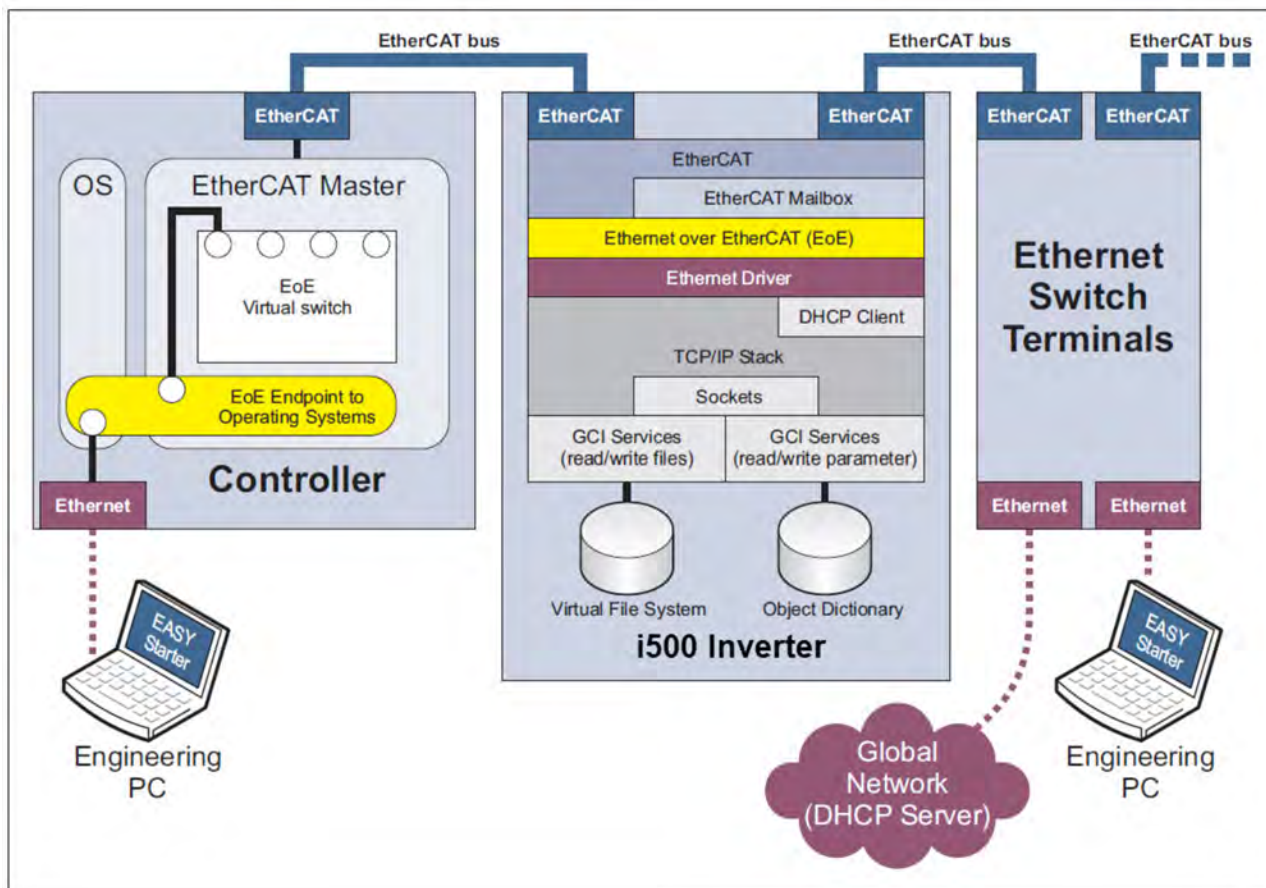 EtherCAT bus
EtherCAT bus
EtherCAT bus
EtherCAT
OS
EtherCAT Master
EoE
Virtual switch
EoE Endpoint to
Operating Systems
Controller
Ethernet
EASY
Starter
Engineering
PC
EtherCAT
EtherCAT
EtherCAT
EtherCAT Mailbox
Ethernet over EtherCAT (EoE)
Ethernet Driver
DHCP Client
TCP/IP Stack
Sockets
GCI Services
(read/write files)
GCI Services
(read/write parameter)
Virtual File System
Object Dictionary
i500 Inverter
EtherCAT
EtherCAT
Ethernet
Switch
Terminals
Ethernet
Ethernet
Global
Network
(DHCP Server)
EASY
Starter
Engineering
PC